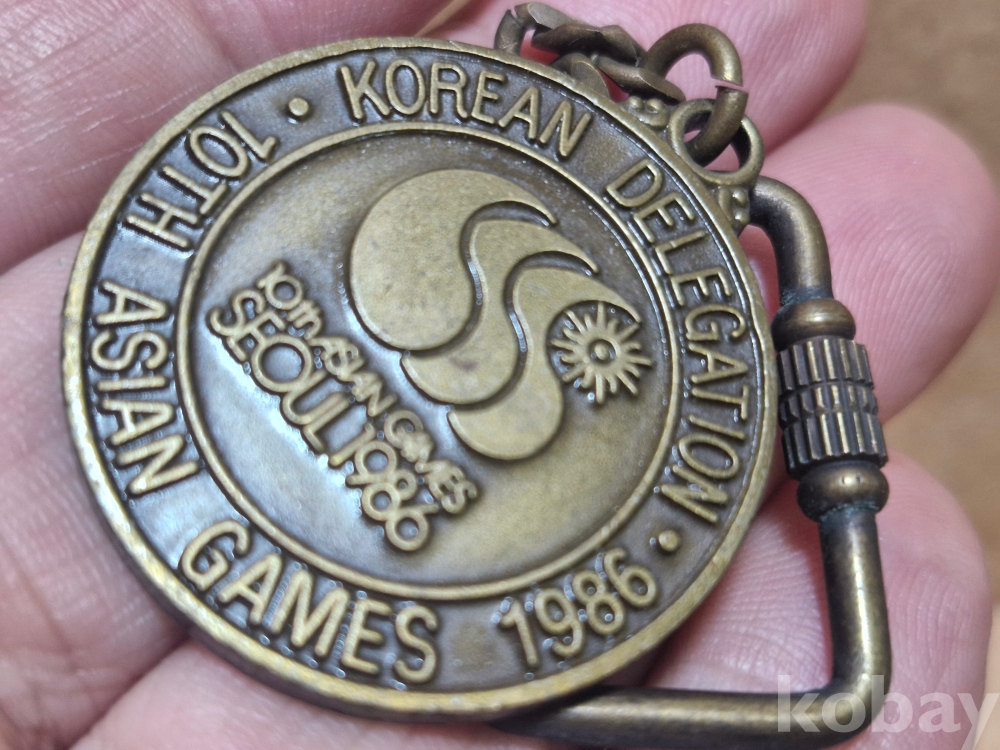 • KOREAN DELEGATION •
10TH ASIAN GAMES 1986
10th ASIAN GAMES
SEOUL 1986
kobay